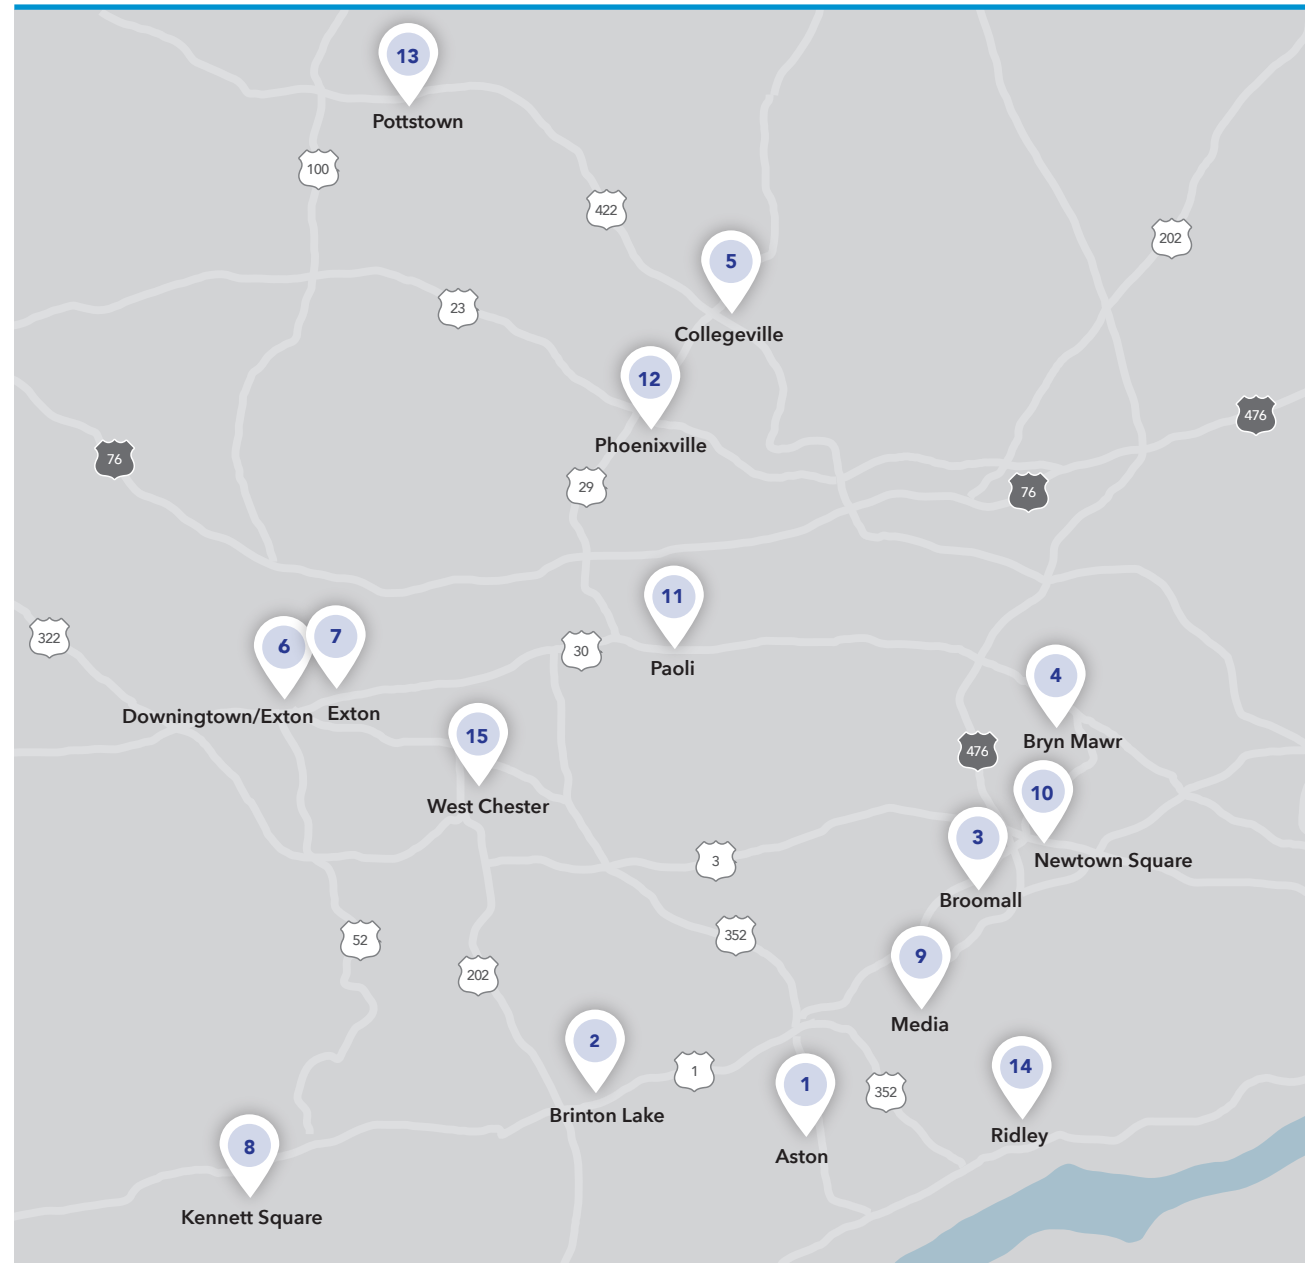 13
Pottstown
100
422
202
5
Collegeville
23
12
Phoenixville
476
76
29
76
11
Paoli
322
6
7
30
4
Downingtown/Exton
Exton
15
West Chester
Bryn Mawr
476
10
3
Newtown Square
3
Broomall
52
352
202
9
Media
2
Brinton Lake
1
1
Aston
352
14
Ridley
8
Kennett Square